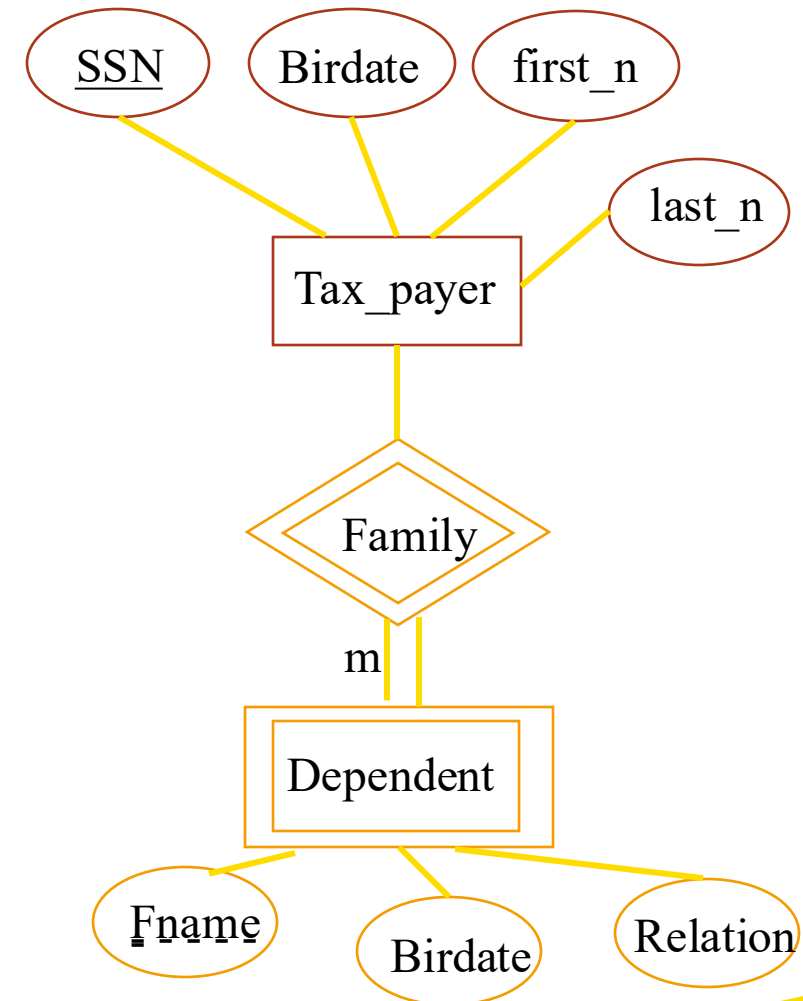 SSN
Birdate
first_n
last_n
Tax_payer
Family
m
Dependent
Fname
Birdate
Relation